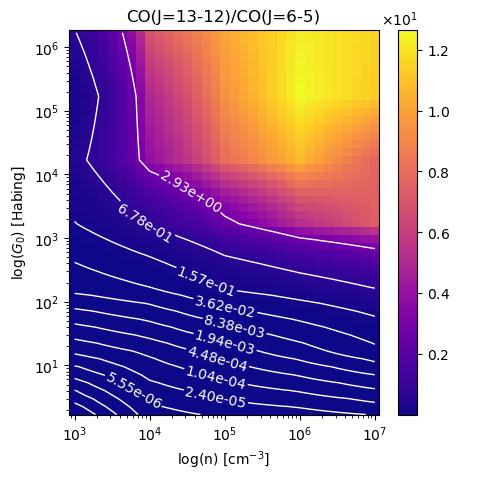 CO(J=13-12)/CO(J=6-5)
×10¹
10⁶
10⁵
10⁴
10³
10²
10¹
log(G₀) [Habing]
2.93e+00
6.78e-01
1.57e-01
3.62e-02
8.38e-03
1.94e-03
4.48e-04
1.04e-04
2.40e-05
5.55e-06
1.2
1.0
0.8
0.6
0.4
0.2
10³ 10⁴ 10⁵ 10⁶ 10⁷
log(n) [cm⁻³]